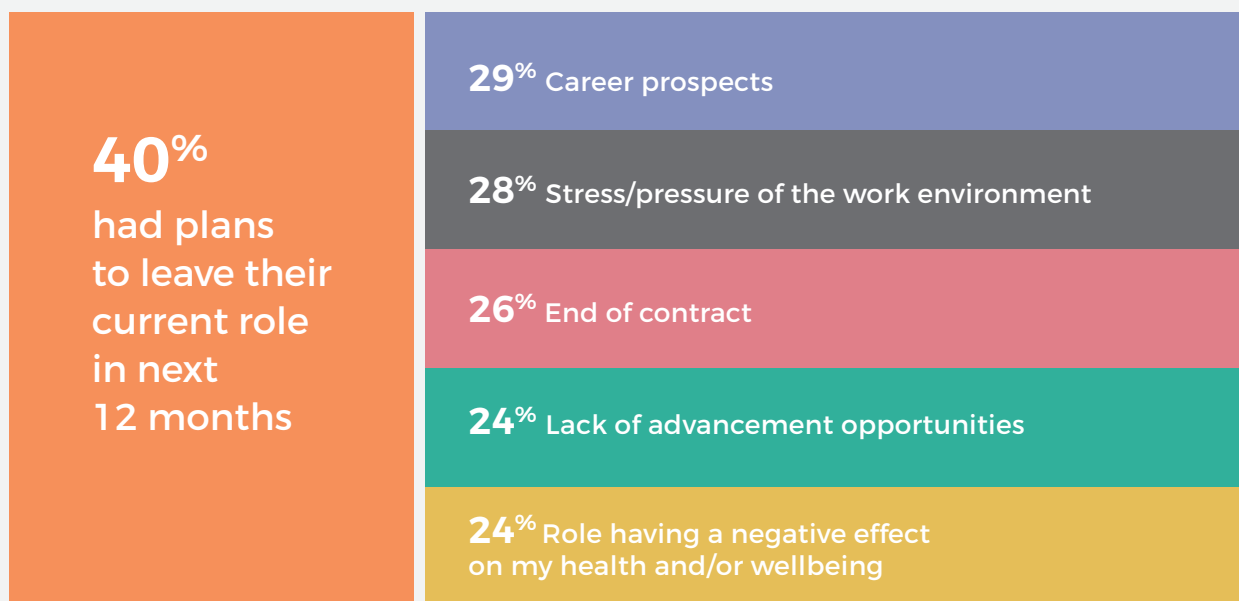 40%
had plans
to leave their
current role
in next
12 months
29% Career prospects
28% Stress/pressure of the work environment
26% End of contract
24% Lack of advancement opportunities
24% Role having a negative effect
on my health and/or wellbeing